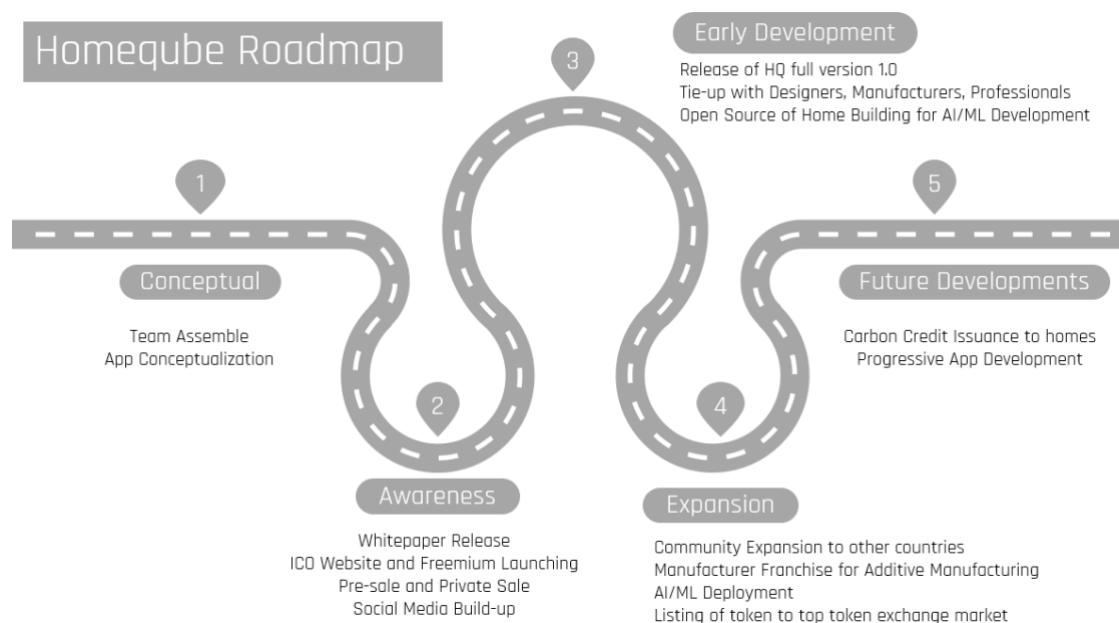 Homeqube Roadmap
1
Conceptual
Team Assemble
App Conceptualization
2
Awareness
Whitepaper Release
ICO Website and Freemium Launching
Pre-sale and Private Sale
Social Media Build-up
3
Early Development
Release of HQ full version 1.0
Tie-up with Designers, Manufacturers, Professionals
Open Source of Home Building for AI/ML Development
4
Expansion
Community Expansion to other countries
Manufacturer Franchise for Additive Manufacturing
AI/ML Deployment
Listing of token to top token exchange market
5
Future Developments
Carbon Credit Issuance to homes
Progressive App Development